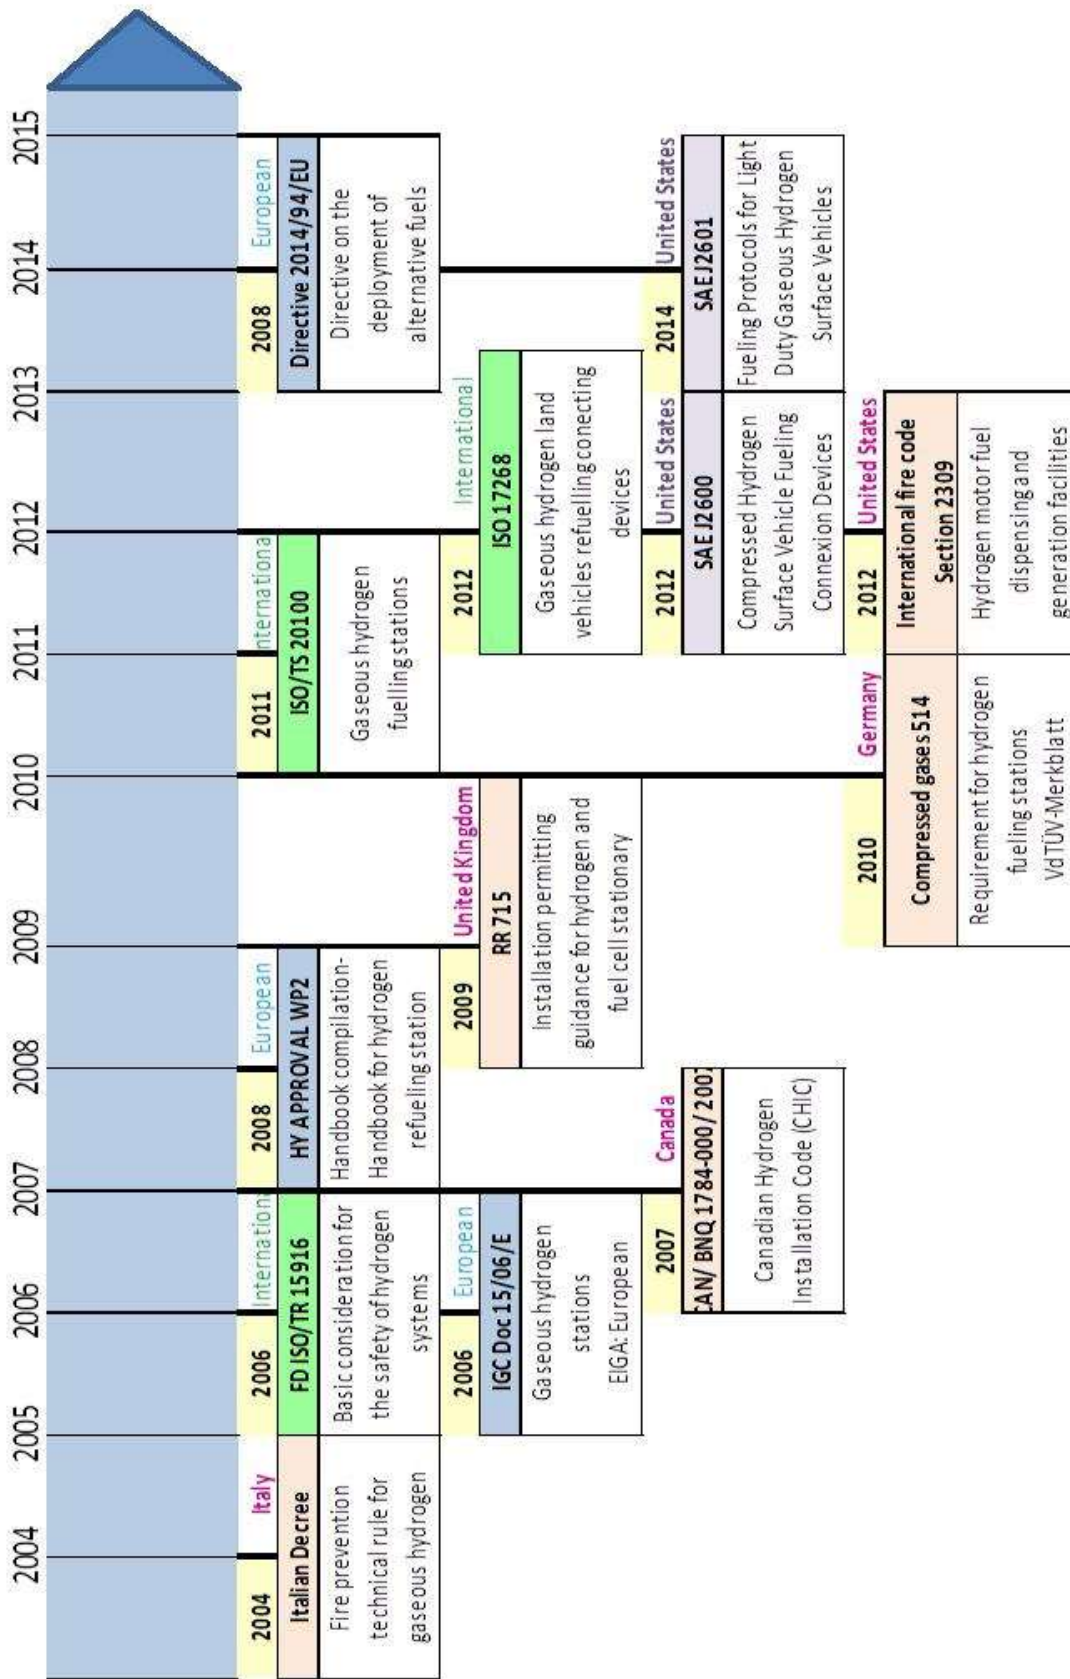 2004 2005 2006 2007 2008 2009 2010 2011 2012 2013 2014 2015
2004 Italy
Italian Decree
Fire prevention
technical rule for
gaseous hydrogen
2006 Internationa
FD ISO/TR 15916
Basic consideration for
the safety of hydrogen
systems
2008 European
HY APPROVAL WP2
Handbook compilation-
Handbook for hydrogen
refueling station
2011 nternationa
ISO/TS 20100
Gaseous hydrogen
fuelling stations
2008 European
Directive 2014/94/EU
Directive on the
deployment of
alternative fuels
2006 European
IGC Doc 15/06/E
Gaseous hydrogen
stations
EIGA: European
2009 United Kingdom
RR 715
Installation permitting
guidance for hydrogen and
fuel cell stationary
2012 International
ISO 17268
Gaseous hydrogen land
vehicles refuelling conecting
devices
2007 Canada
CAN/ BNQ 1784-000/ 2007
Canadian Hydrogen
Installation Code (CHIC)
2012 United States
SAEJ2600
Compressed Hydrogen
Surface Vehicle Fueling
Connexion Devices
2014 United States
SAEJ2601
Fueling Protocols for Light
Duty Gaseous Hydrogen
Surface Vehicles
2010 Germany
Compressed gases 514
Requirement for hydrogen
fueling stations
VdTÜV-Merkblatt
2012 United States
International fire code
Section 2309
Hydrogen motor fuel
dispensing and
generation facilities